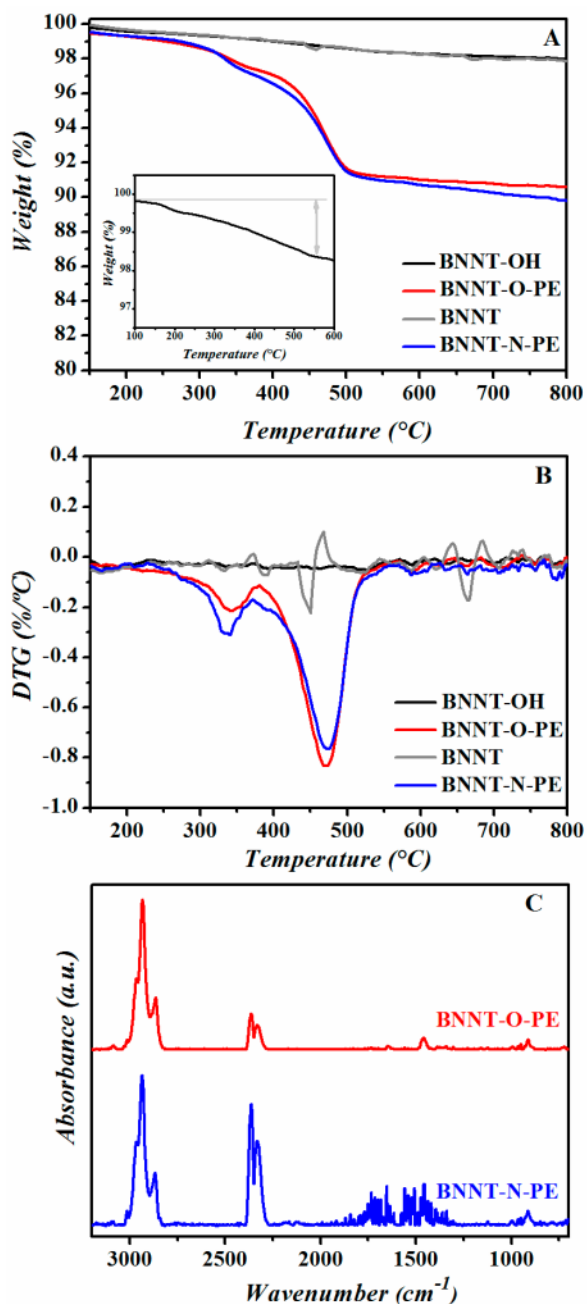 A
100
98
96
94
92
90
88
86
84
82
80
Weight (%)
100
99
98
97
Weight (%)
100 200 300 400 500 600
Temperature (°C)
BNNT-OH
BNNT-O-PE
BNNT
BNNT-N-PE
200 300 400 500 600 700 800
Temperature (°C)
B
0.4
0.2
0.0
-0.2
-0.4
-0.6
-0.8
-1.0
DTG (%/°C)
BNNT-OH
BNNT-O-PE
BNNT
BNNT-N-PE
200 300 400 500 600 700 800
Temperature (°C)
C
Absorbance (a.u.)
BNNT-O-PE
BNNT-N-PE
3000 2500 2000 1500 1000
Wavenumber (cm⁻¹)